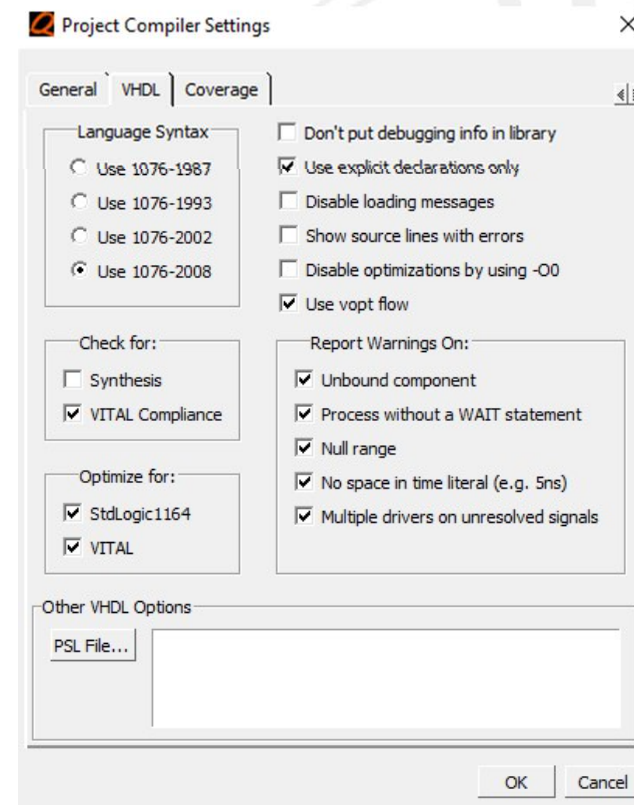 Project Compiler Settings
General VHDL Coverage
Language Syntax
Use 1076-1987
Use 1076-1993
Use 1076-2002
Use 1076-2008
Don't put debugging info in library
Use explicit declarations only
Disable loading messages
Show source lines with errors
Disable optimizations by using -O0
Use vopt flow
Check for:
Synthesis
VITAL Compliance
Optimize for:
StdLogic1164
VITAL
Report Warnings On:
Unbound component
Process without a WAIT statement
Null range
No space in time literal (e.g. 5ns)
Multiple drivers on unresolved signals
Other VHDL Options
PSL File...
OK Cancel